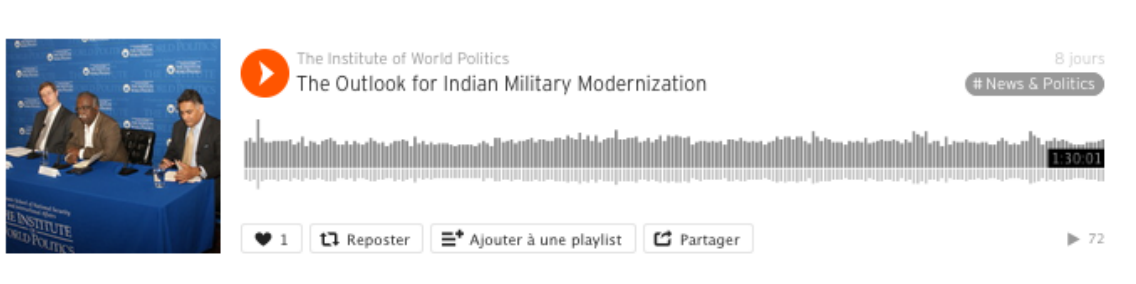 The Institute of World Politics
8 jours
The Outlook for Indian Military Modernization
# News & Politics
1:30:01
THE INSTITUTE
WORLD POLITICS
1
Reposter
Ajouter à une playlist
Partager
72